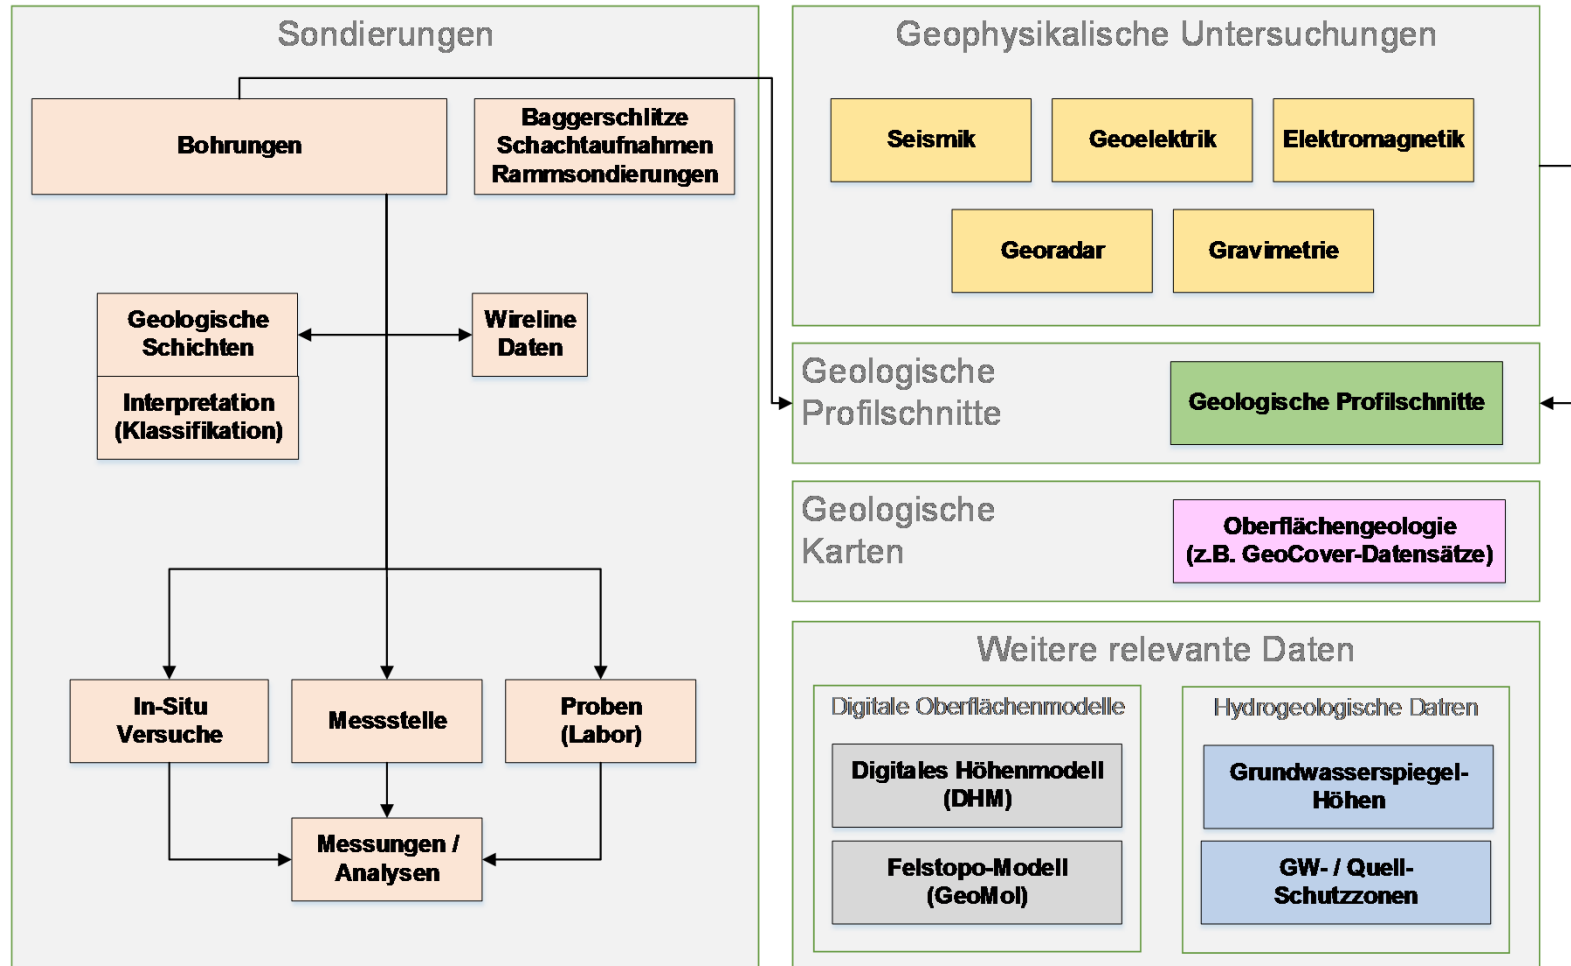 Sondierungen
Bohrungen
Baggerschlitze
Schachtaufnahmen
Rammsondierungen
Geologische
Schichten
Wireline
Daten
Interpretation
(Klassifikation)
In-Situ
Versuche
Messstelle
Proben
(Labor)
Messungen /
Analysen
Geophysikalische Untersuchungen
Seismik
Geoelektrik
Elektromagnetik
Georadar
Gravimetrie
Geologische
Profilschnitte
Geologische Profilschnitte
Geologische
Karten
Oberflächengeologie
(z.B. GeoCover-Datensätze)
Weitere relevante Daten
Digitale Oberflächenmodelle
Digitales Höhenmodell
(DHM)
Felstopo-Modell
(GeoMol)
Hydrogeologische Datren
Grundwasserspiegel-
Höhen
GW- / Quell-
Schutzzonen